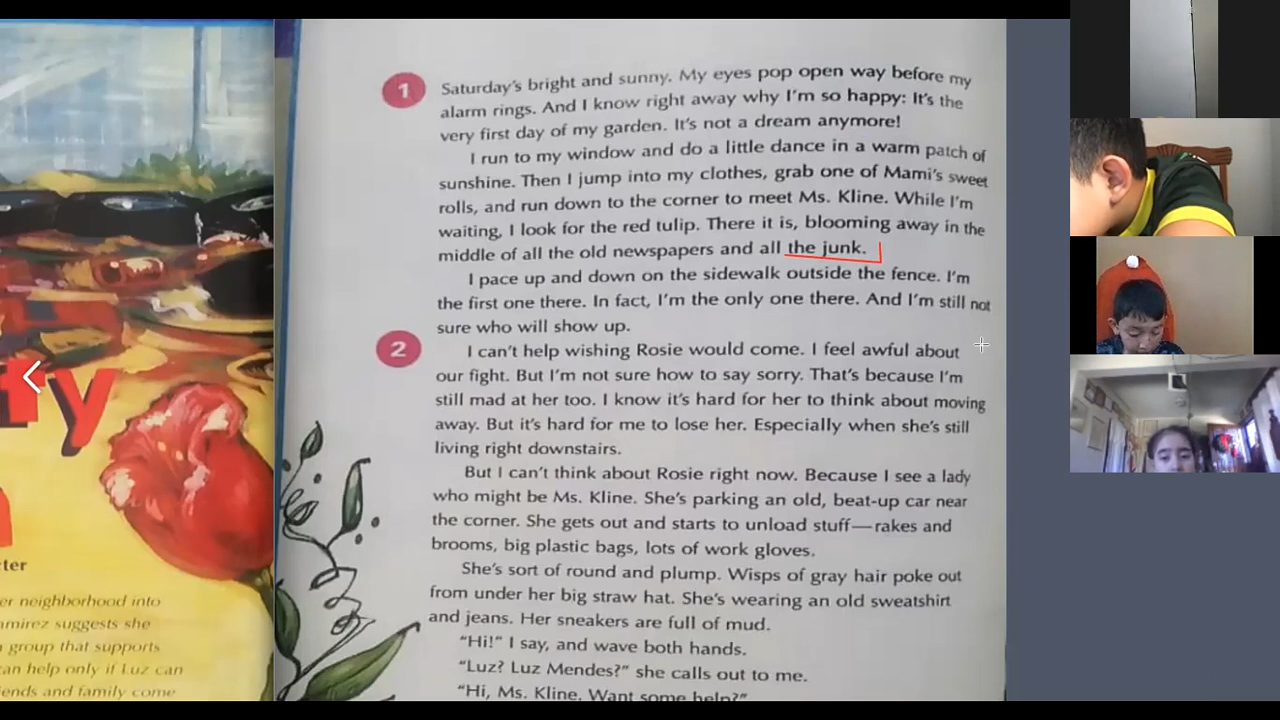 ty
ter
er neighborhood into
amirez suggests she
group that supports
can help only if Luz can
iends and family come
1
Saturday's bright and sunny. My eyes pop open way before my
alarm rings. And I know right away why I'm so happy: It's the
very first day of my garden. It's not a dream anymore!
I run to my window and do a little dance in a warm patch of
sunshine. Then I jump into my clothes, grab one of Mami's sweet
rolls, and run down to the corner to meet Ms. Kline. While I'm
waiting, I look for the red tulip. There it is, blooming away in the
middle of all the old newspapers and all the junk.
I pace up and down on the sidewalk outside the fence. I'm
the first one there. In fact, I'm the only one there. And I'm still not
sure who will show up.
2
I can't help wishing Rosie would come. I feel awful about
our fight. But I'm not sure how to say sorry. That's because I'm
still mad at her too. I know it's hard for her to think about moving
away. But it's hard for me to lose her. Especially when she's still
living right downstairs.
But I can't think about Rosie right now. Because I see a lady
who might be Ms. Kline. She's parking an old, beat-up car near
the corner. She gets out and starts to unload stuff—rakes and
brooms, big plastic bags, lots of work gloves.
She's sort of round and plump. Wisps of gray hair poke out
from under her big straw hat. She's wearing an old sweatshirt
and jeans. Her sneakers are full of mud.
"Hi!" I say, and wave both hands.
"Luz? Luz Mendes?" she calls out to me.
"Hi, Ms. Kline. Want some help?"